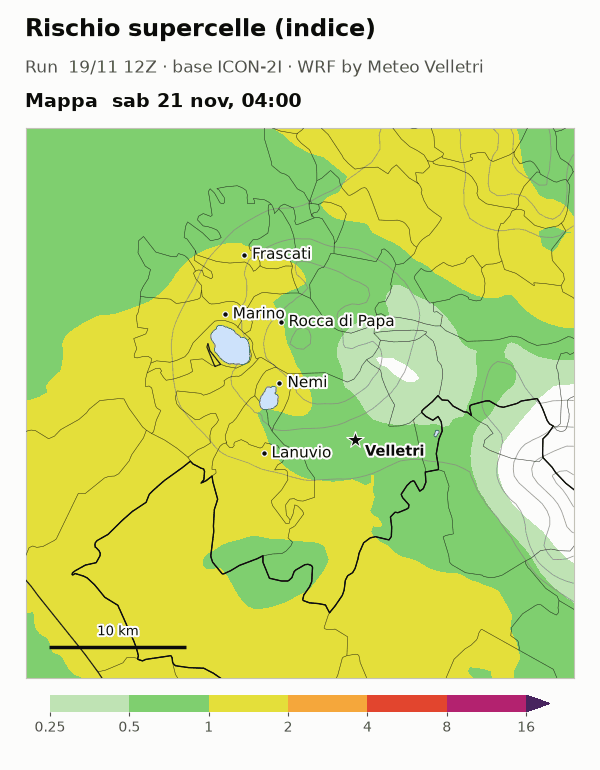 Rischio supercelle (indice)
Run  19/11 12Z · base ICON-2I · WRF by Meteo Velletri
Mappa  sab 21 nov, 04:00
Frascati
Marino
Rocca di Papa
Nemi
Velletri
Lanuvio
10 km
0.25 0.5 1 2 4 8 16